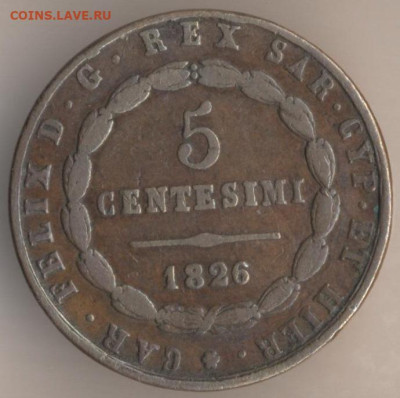 COINS.LAVE.RU
CAR · FELIX D · G · REX SAR · CYP · ET HIER ·
5
CENTESIMI
1826